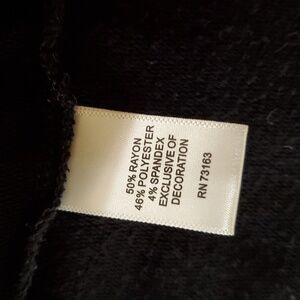 50% RAYON
46% POLYESTER
4% SPANDEX
EXCLUSIVE OF
DECORATION
RN 73163